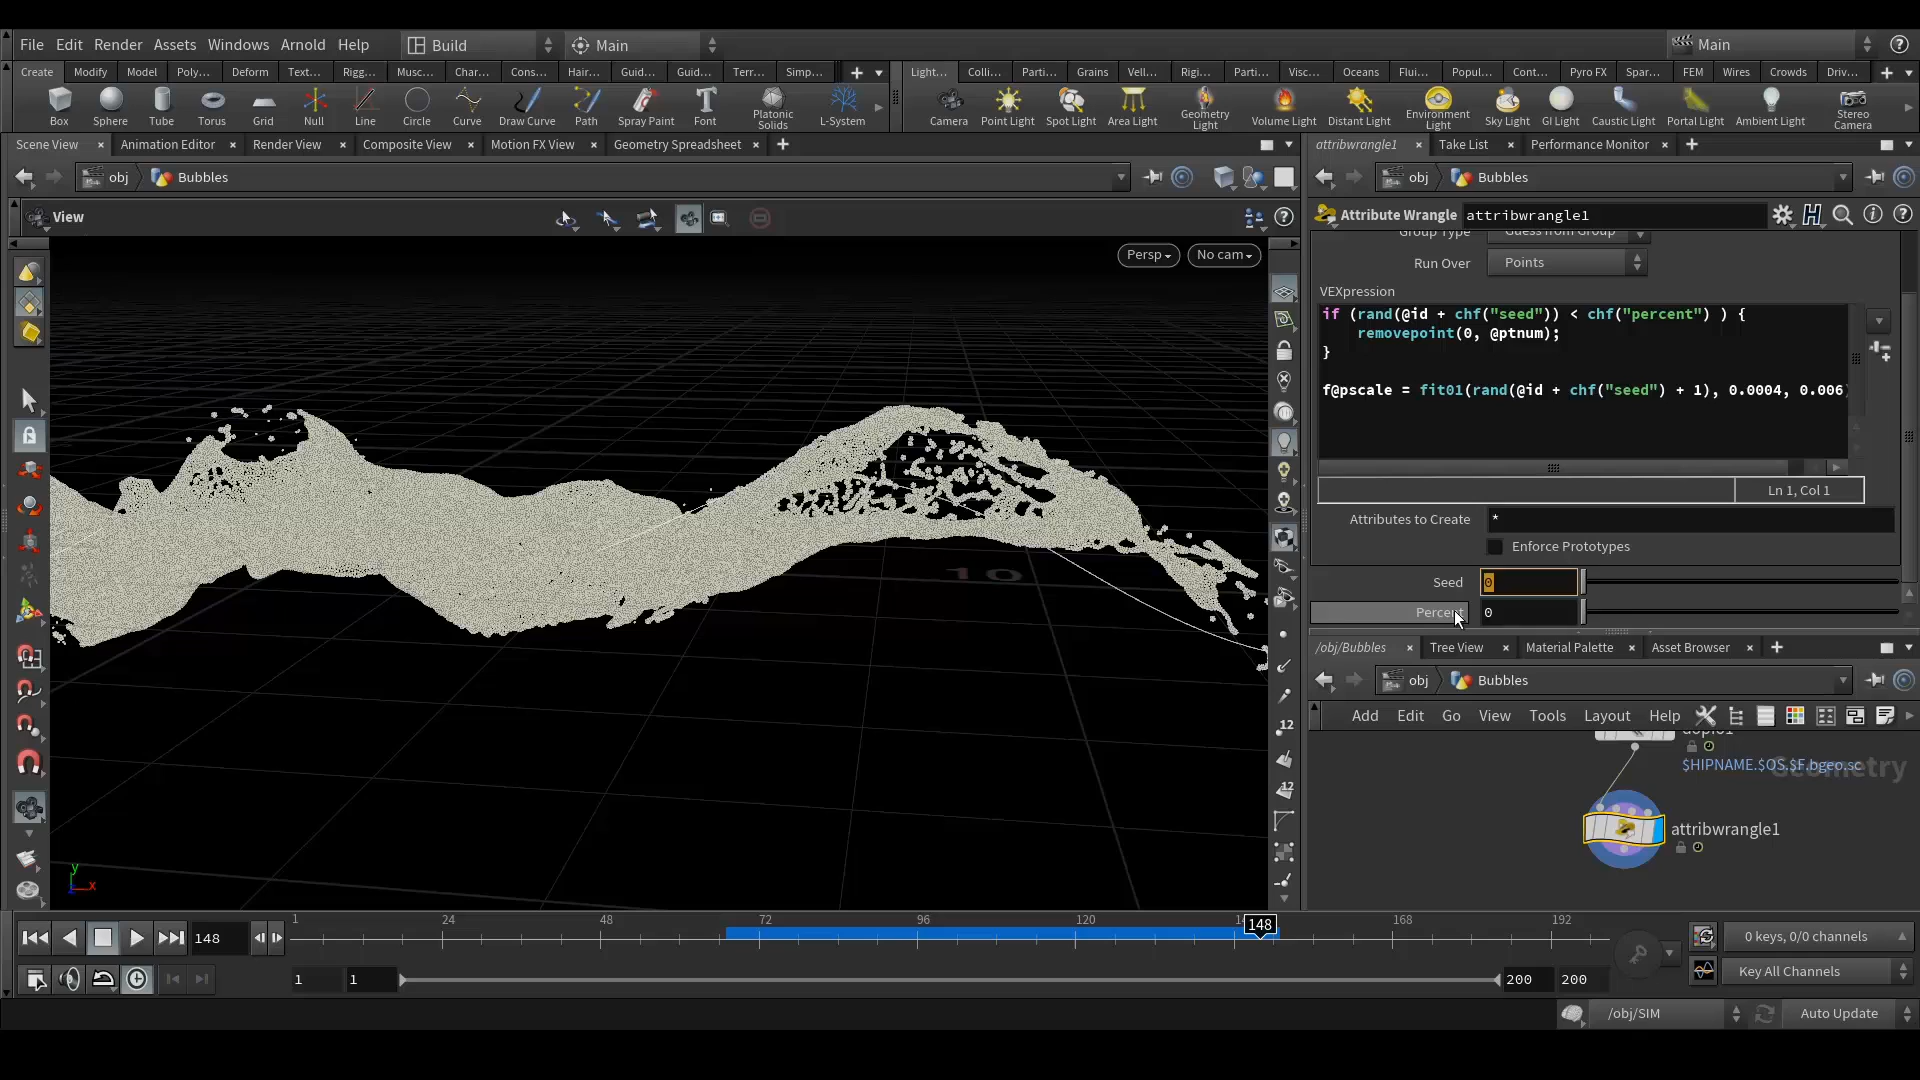 File Edit Render Assets Windows Arnold Help Build Main Main
Create Modify Model Poly... Deform Text... Rigg... Musc... Char... Cons... Hair... Guid... Guid... Terr... Simp...
Light... Colli... Parti... Grains Vell... Rigi... Parti... Visc... Oceans Flui... Popul... Cont... Pyro FX Spar... FEM Wires Crowds Driv...
Box Sphere Tube Torus Grid Null Line Circle Curve Draw Curve Path Spray Paint Font Platonic Solids L-System
Camera Point Light Spot Light Area Light Geometry Light Volume Light Distant Light Environment Light Sky Light GI Light Caustic Light Portal Light Ambient Light Stereo Camera
Scene View Animation Editor Render View Composite View Motion FX View Geometry Spreadsheet
obj Bubbles
View
Persp No cam
10
y
x
12
12
attribwrangle1 Take List Performance Monitor
obj Bubbles
Attribute Wrangle attribwrangle1
Group Type Guess from Group
Run Over Points
VEXpression
if (rand(@id + chf("seed")) < chf("percent") ) {
removepoint(0, @ptnum);
}
f@pscale = fit01(rand(@id + chf("seed") + 1), 0.0004, 0.006
Ln 1, Col 1
Attributes to Create *
Enforce Prototypes
Seed 0
Percent 0
/obj/Bubbles Tree View Material Palette Asset Browser
obj Bubbles
Add Edit Go View Tools Layout Help
$HIPNAME.$OS.$F.bgeo.sc
Geometry
attribwrangle1
148
1 24 48 72 96 120 148 168 192
0 keys, 0/0 channels
1 1 200 200
Key All Channels
/obj/SIM Auto Update